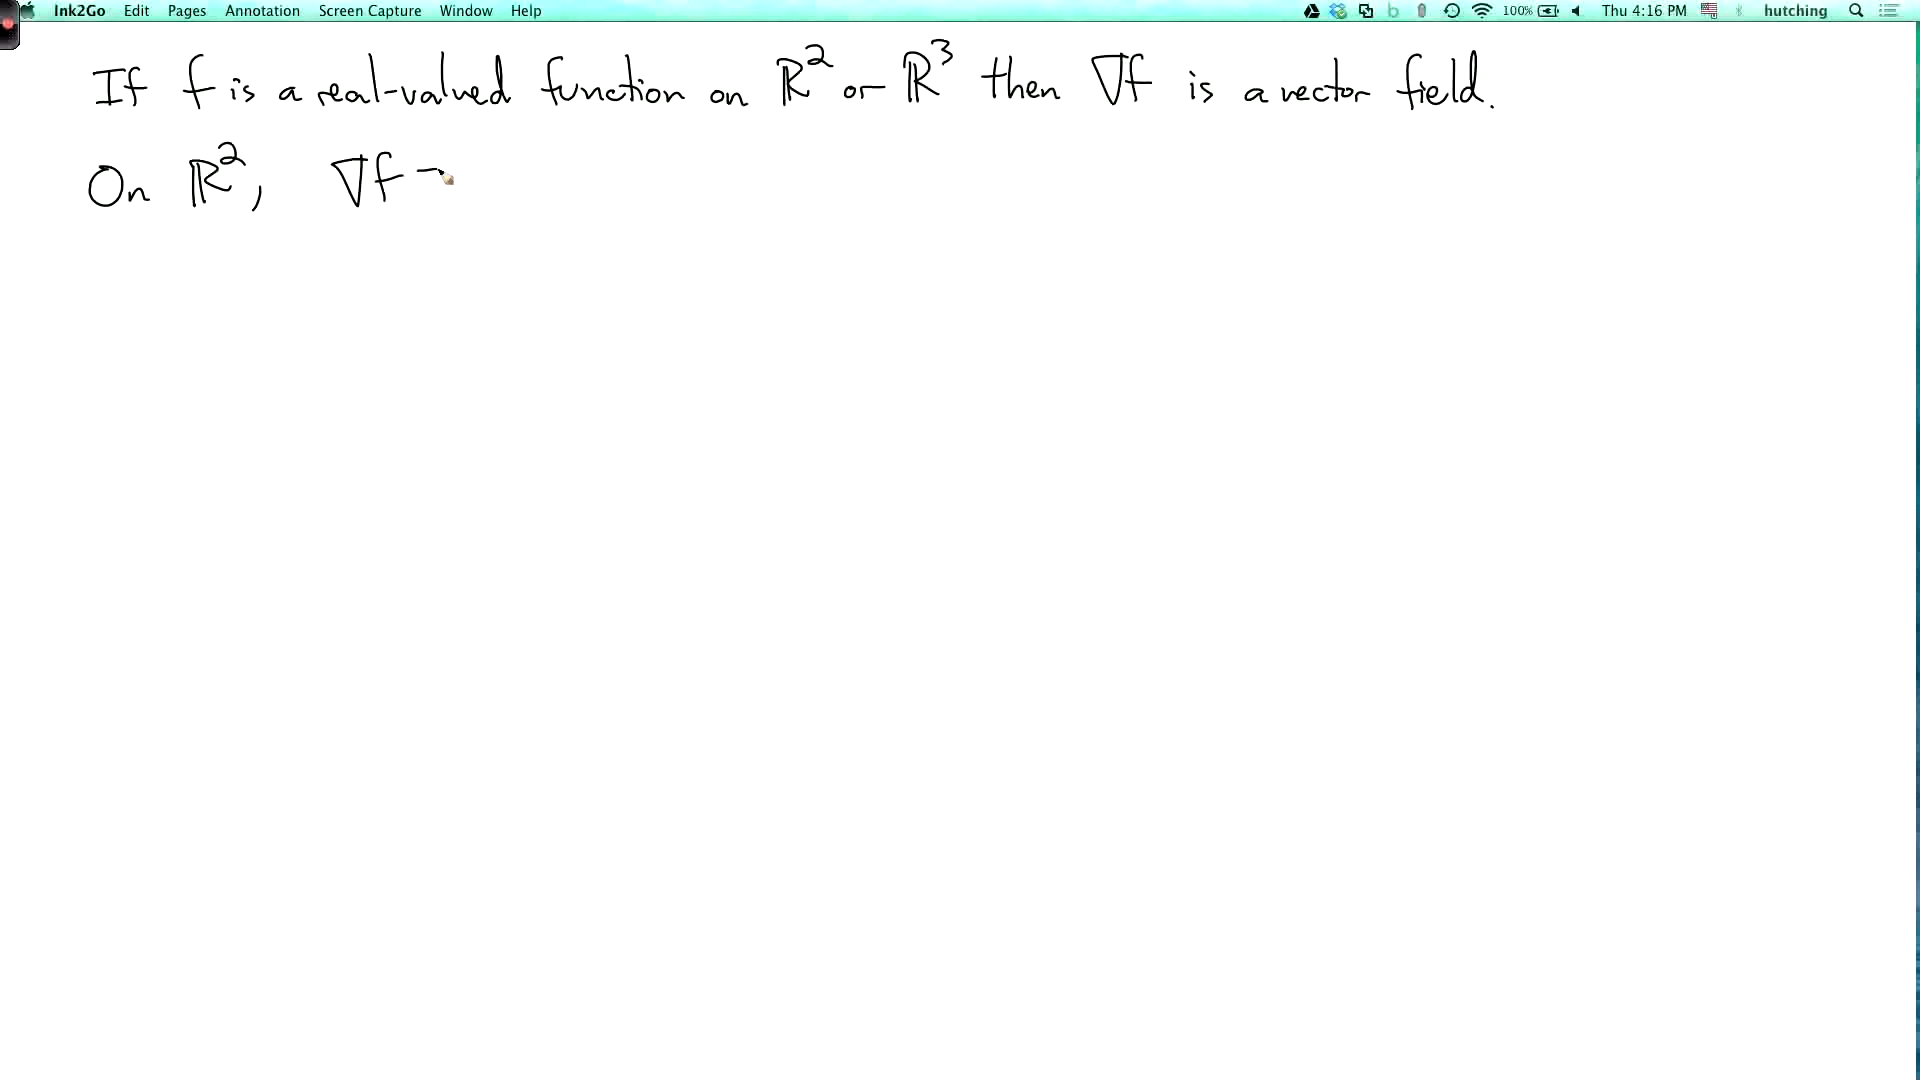 Ink2Go Edit Pages Annotation Screen Capture Window Help 100% Thu 4:16 PM hutching
If f is a real-valued function on ℝ² or ℝ³ then ∇f is a vector field.
On ℝ², ∇f -